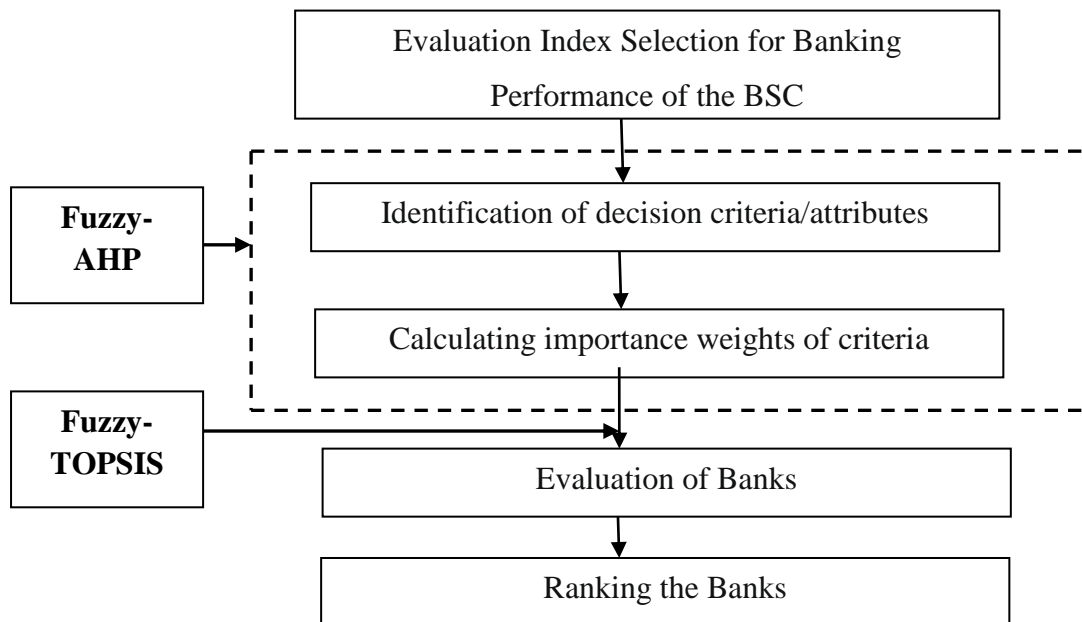 Evaluation Index Selection for Banking
Performance of the BSC
Fuzzy-
AHP
Identification of decision criteria/attributes
Calculating importance weights of criteria
Fuzzy-
TOPSIS
Evaluation of Banks
Ranking the Banks